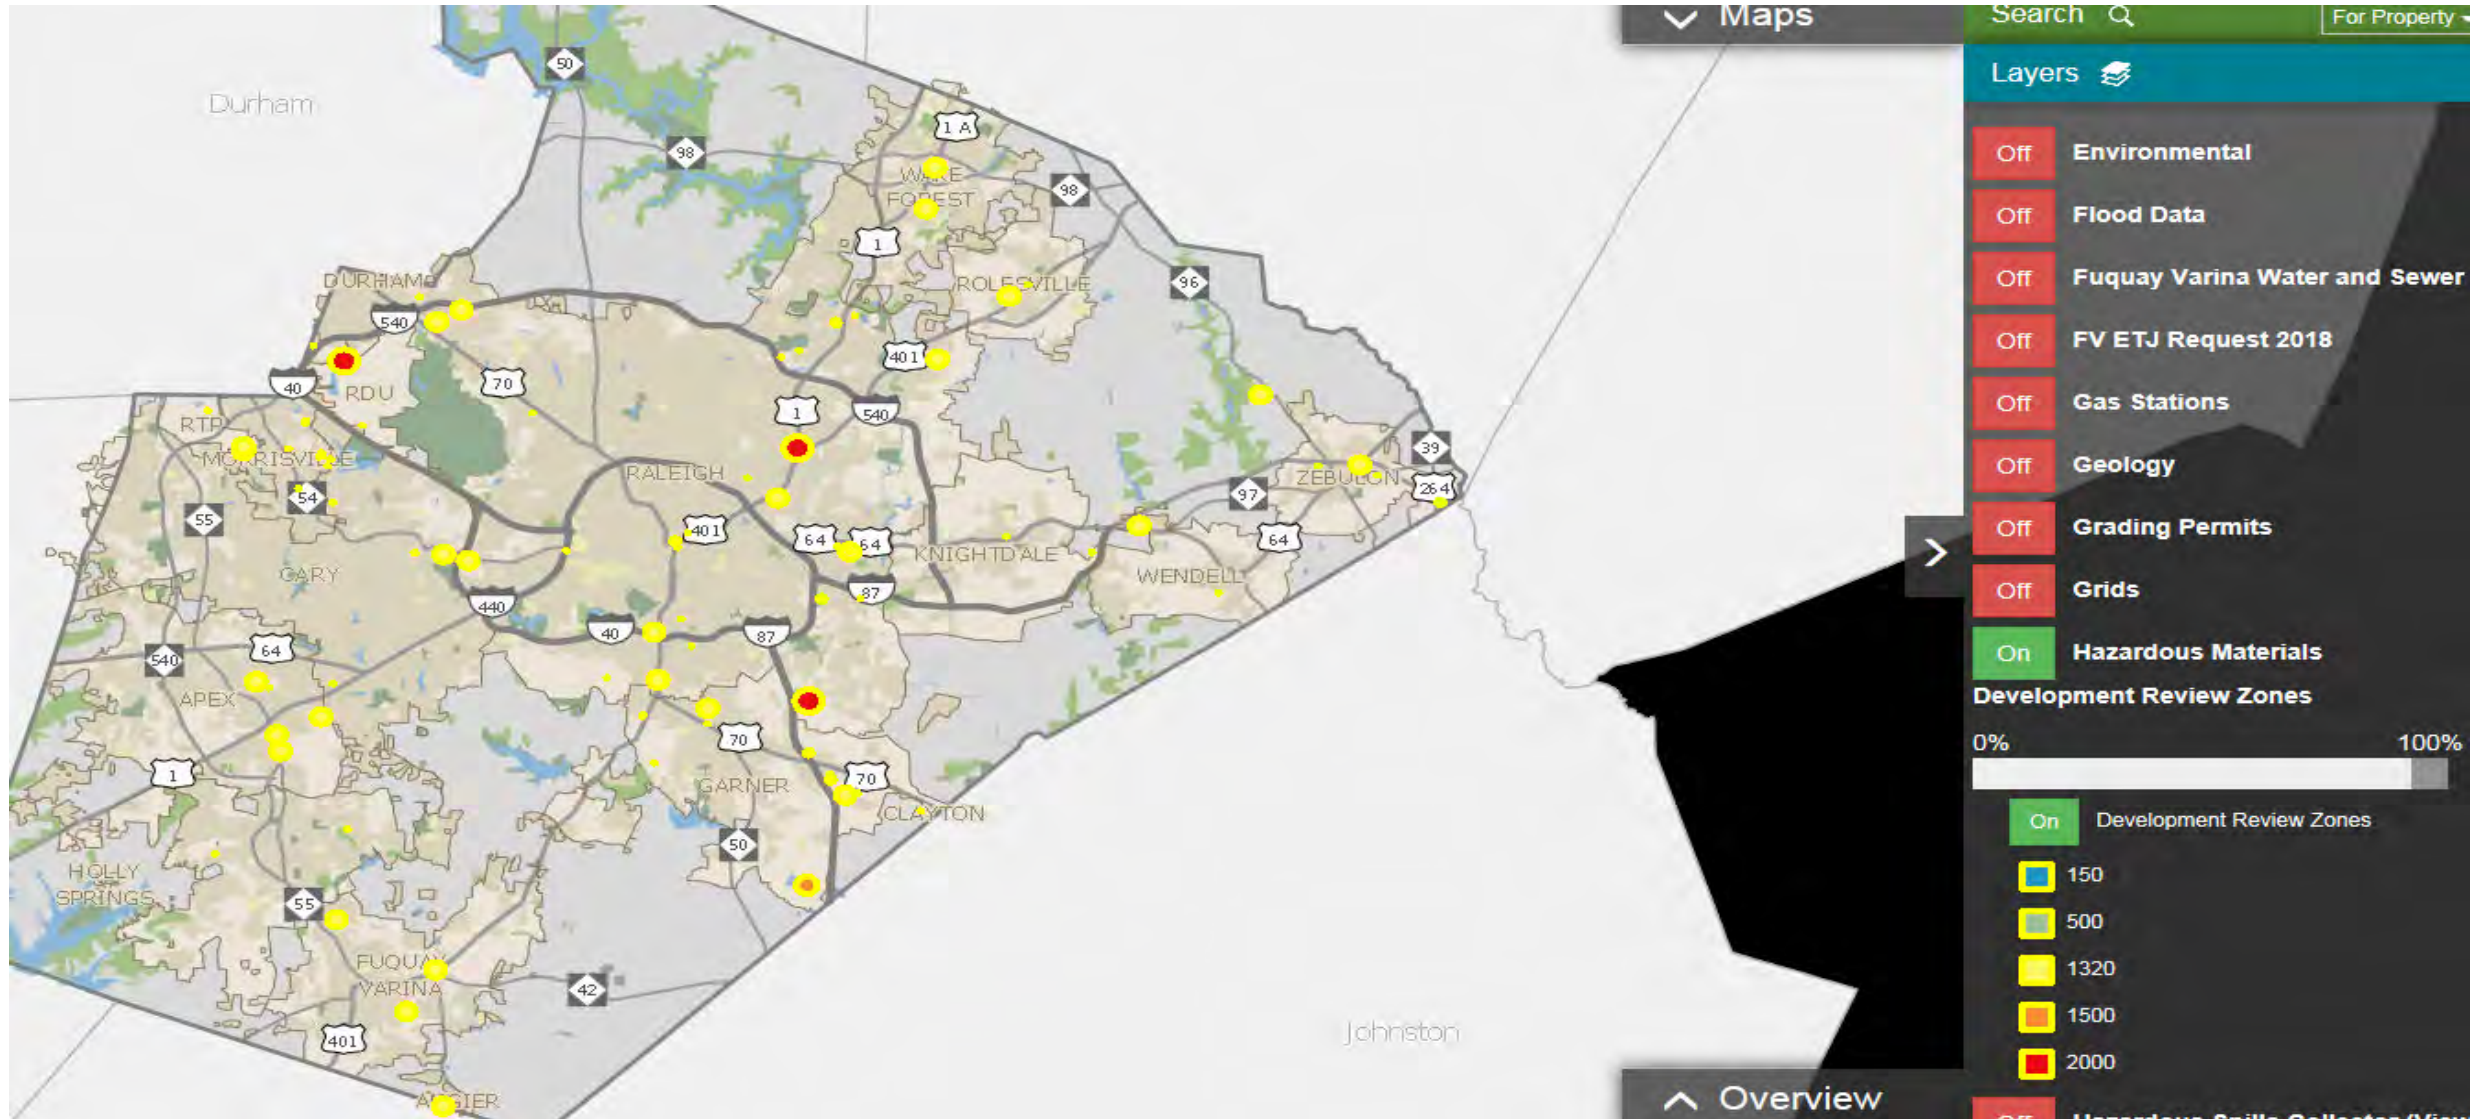 Maps
Search
For Property
Layers
Off Environmental
Off Flood Data
Off Fuquay Varina Water and Sewer
Off FV ETJ Request 2018
Off Gas Stations
Off Geology
Off Grading Permits
Off Grids
On Hazardous Materials
Development Review Zones
0% 100%
On Development Review Zones
150
500
1320
1500
2000
Overview
Durham
50
98
1 A
WAKE
FOREST
98
1
96
ROLESVILLE
DURHAM
540
401
40
RDU
70
1
540
RTP
MORRISVILLE
RALEIGH
39
ZEBULON
264
54
97
55
401
64
64
KNIGHTDALE
64
WENDELL
CARY
440
87
40
87
540
64
APEX
70
1
GARNER
70
CLAYTON
50
HOLLY
SPRINGS
55
FUQUAY
VARINA
42
401
Johnston
ANGIER